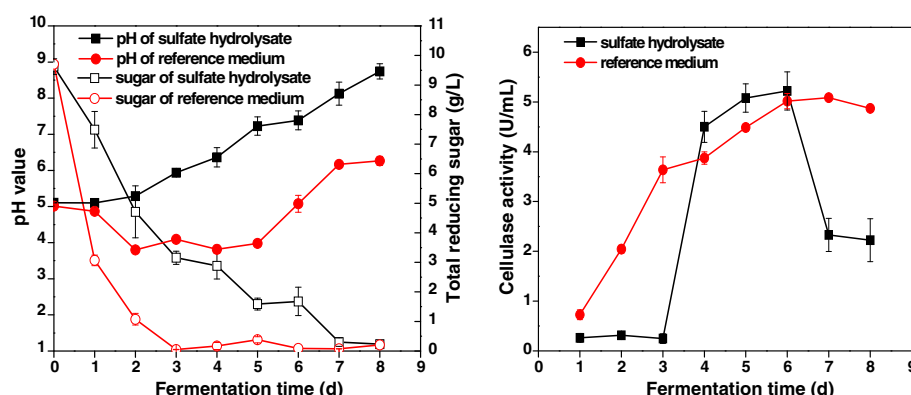 10
9
8
7
6
5
4
3
2
1
pH value
pH of sulfate hydrolysate
pH of reference medium
sugar of sulfate hydrolysate
sugar of reference medium
11
10
9
8
7
6
5
4
3
2
1
0
Total reducing sugar (g/L)
0 1 2 3 4 5 6 7 8 9
Fermentation time (d)
6
5
4
3
2
1
0
Cellulase activity (U/mL)
sulfate hydrolysate
reference medium
0 1 2 3 4 5 6 7 8 9
Fermentation time (d)